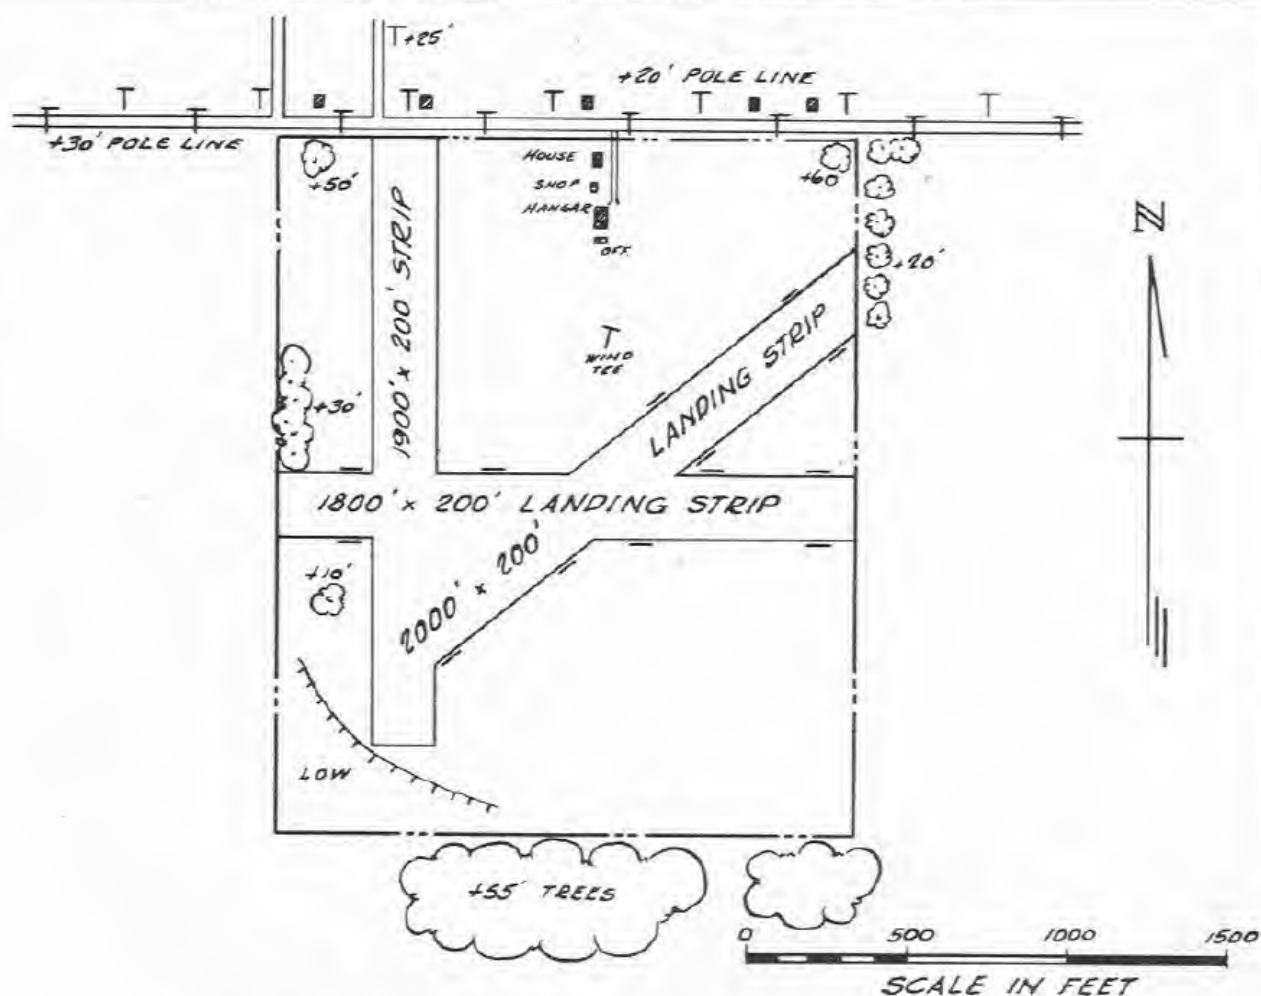 +25'
+20' POLE LINE
+30' POLE LINE
+50'
HOUSE
SHOP
HANGAR
OFF.
+60'
N
+20'
1900' x 200' STRIP
WIND
TEE
LANDING STRIP
+30'
1800' x 200' LANDING STRIP
2000' x 200'
+10'
LOW
+55' TREES
0 500 1000 1500
SCALE IN FEET